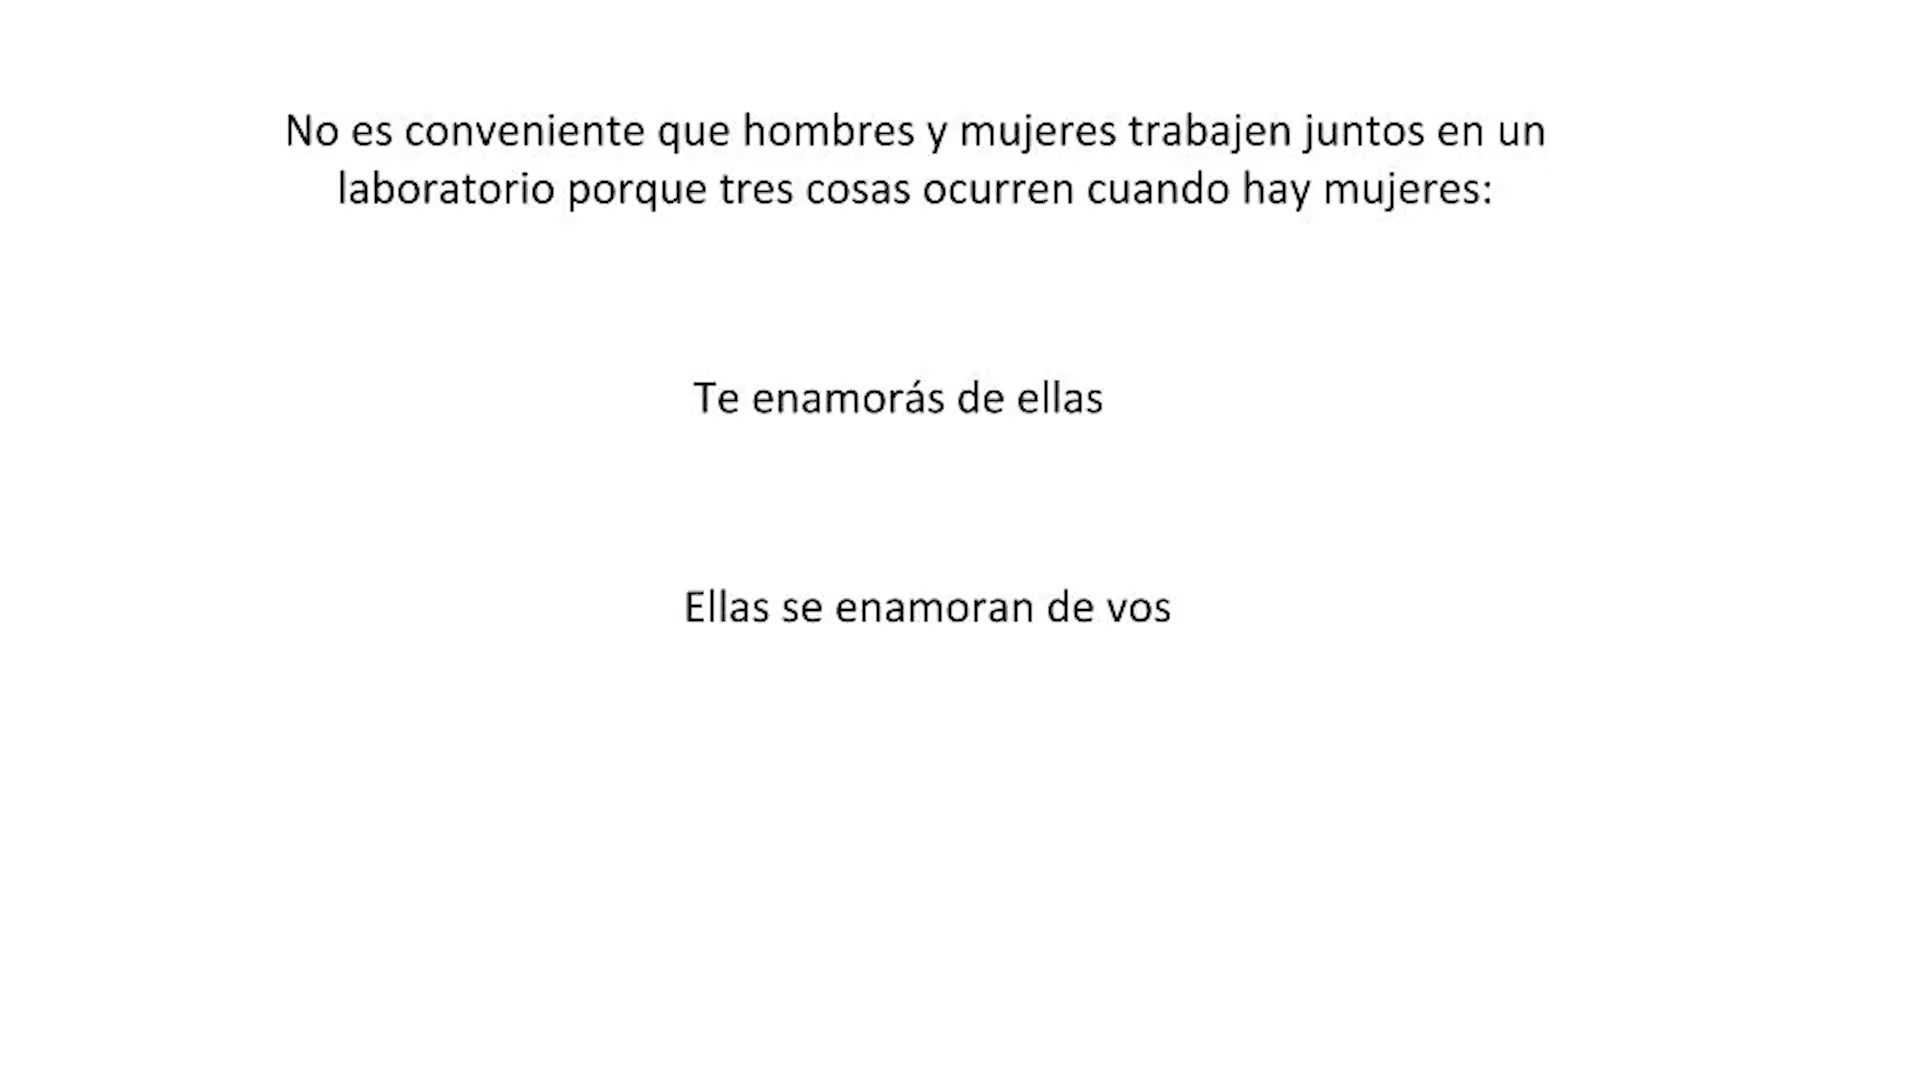 No es conveniente que hombres y mujeres trabajen juntos en un
laboratorio porque tres cosas ocurren cuando hay mujeres:
Te enamorás de ellas
Ellas se enamoran de vos